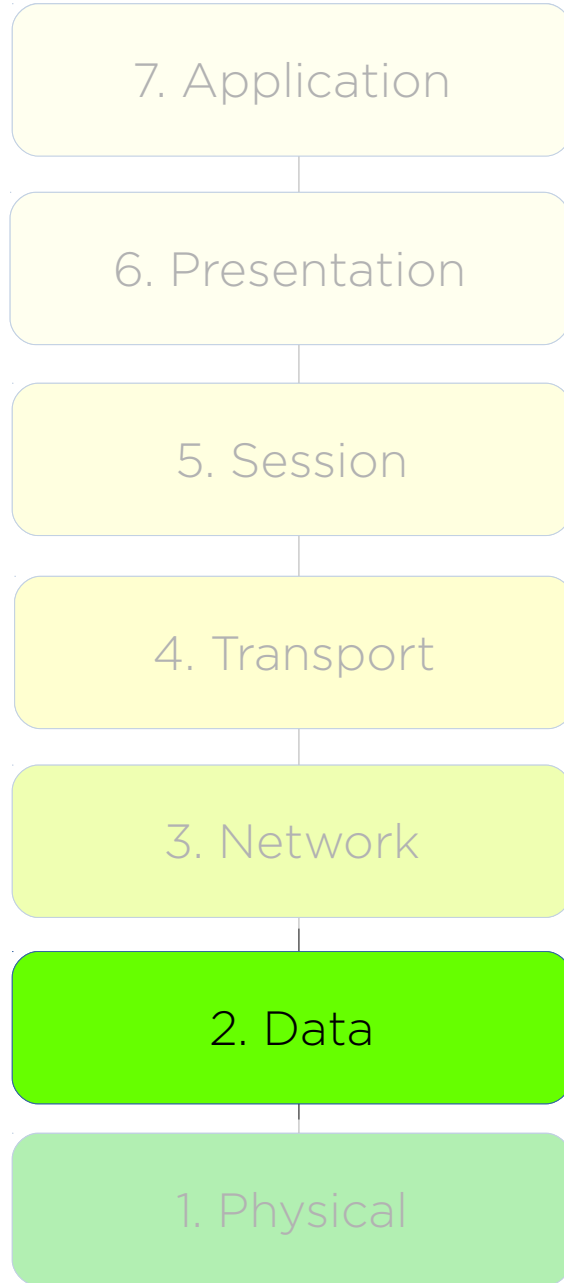 7. Application
6. Presentation
5. Session
4. Transport
3. Network
2. Data
1. Physical